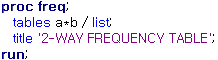 proc freq;
tables a*b / list;
title '2-WAY FREQUENCY TABLE';
run;